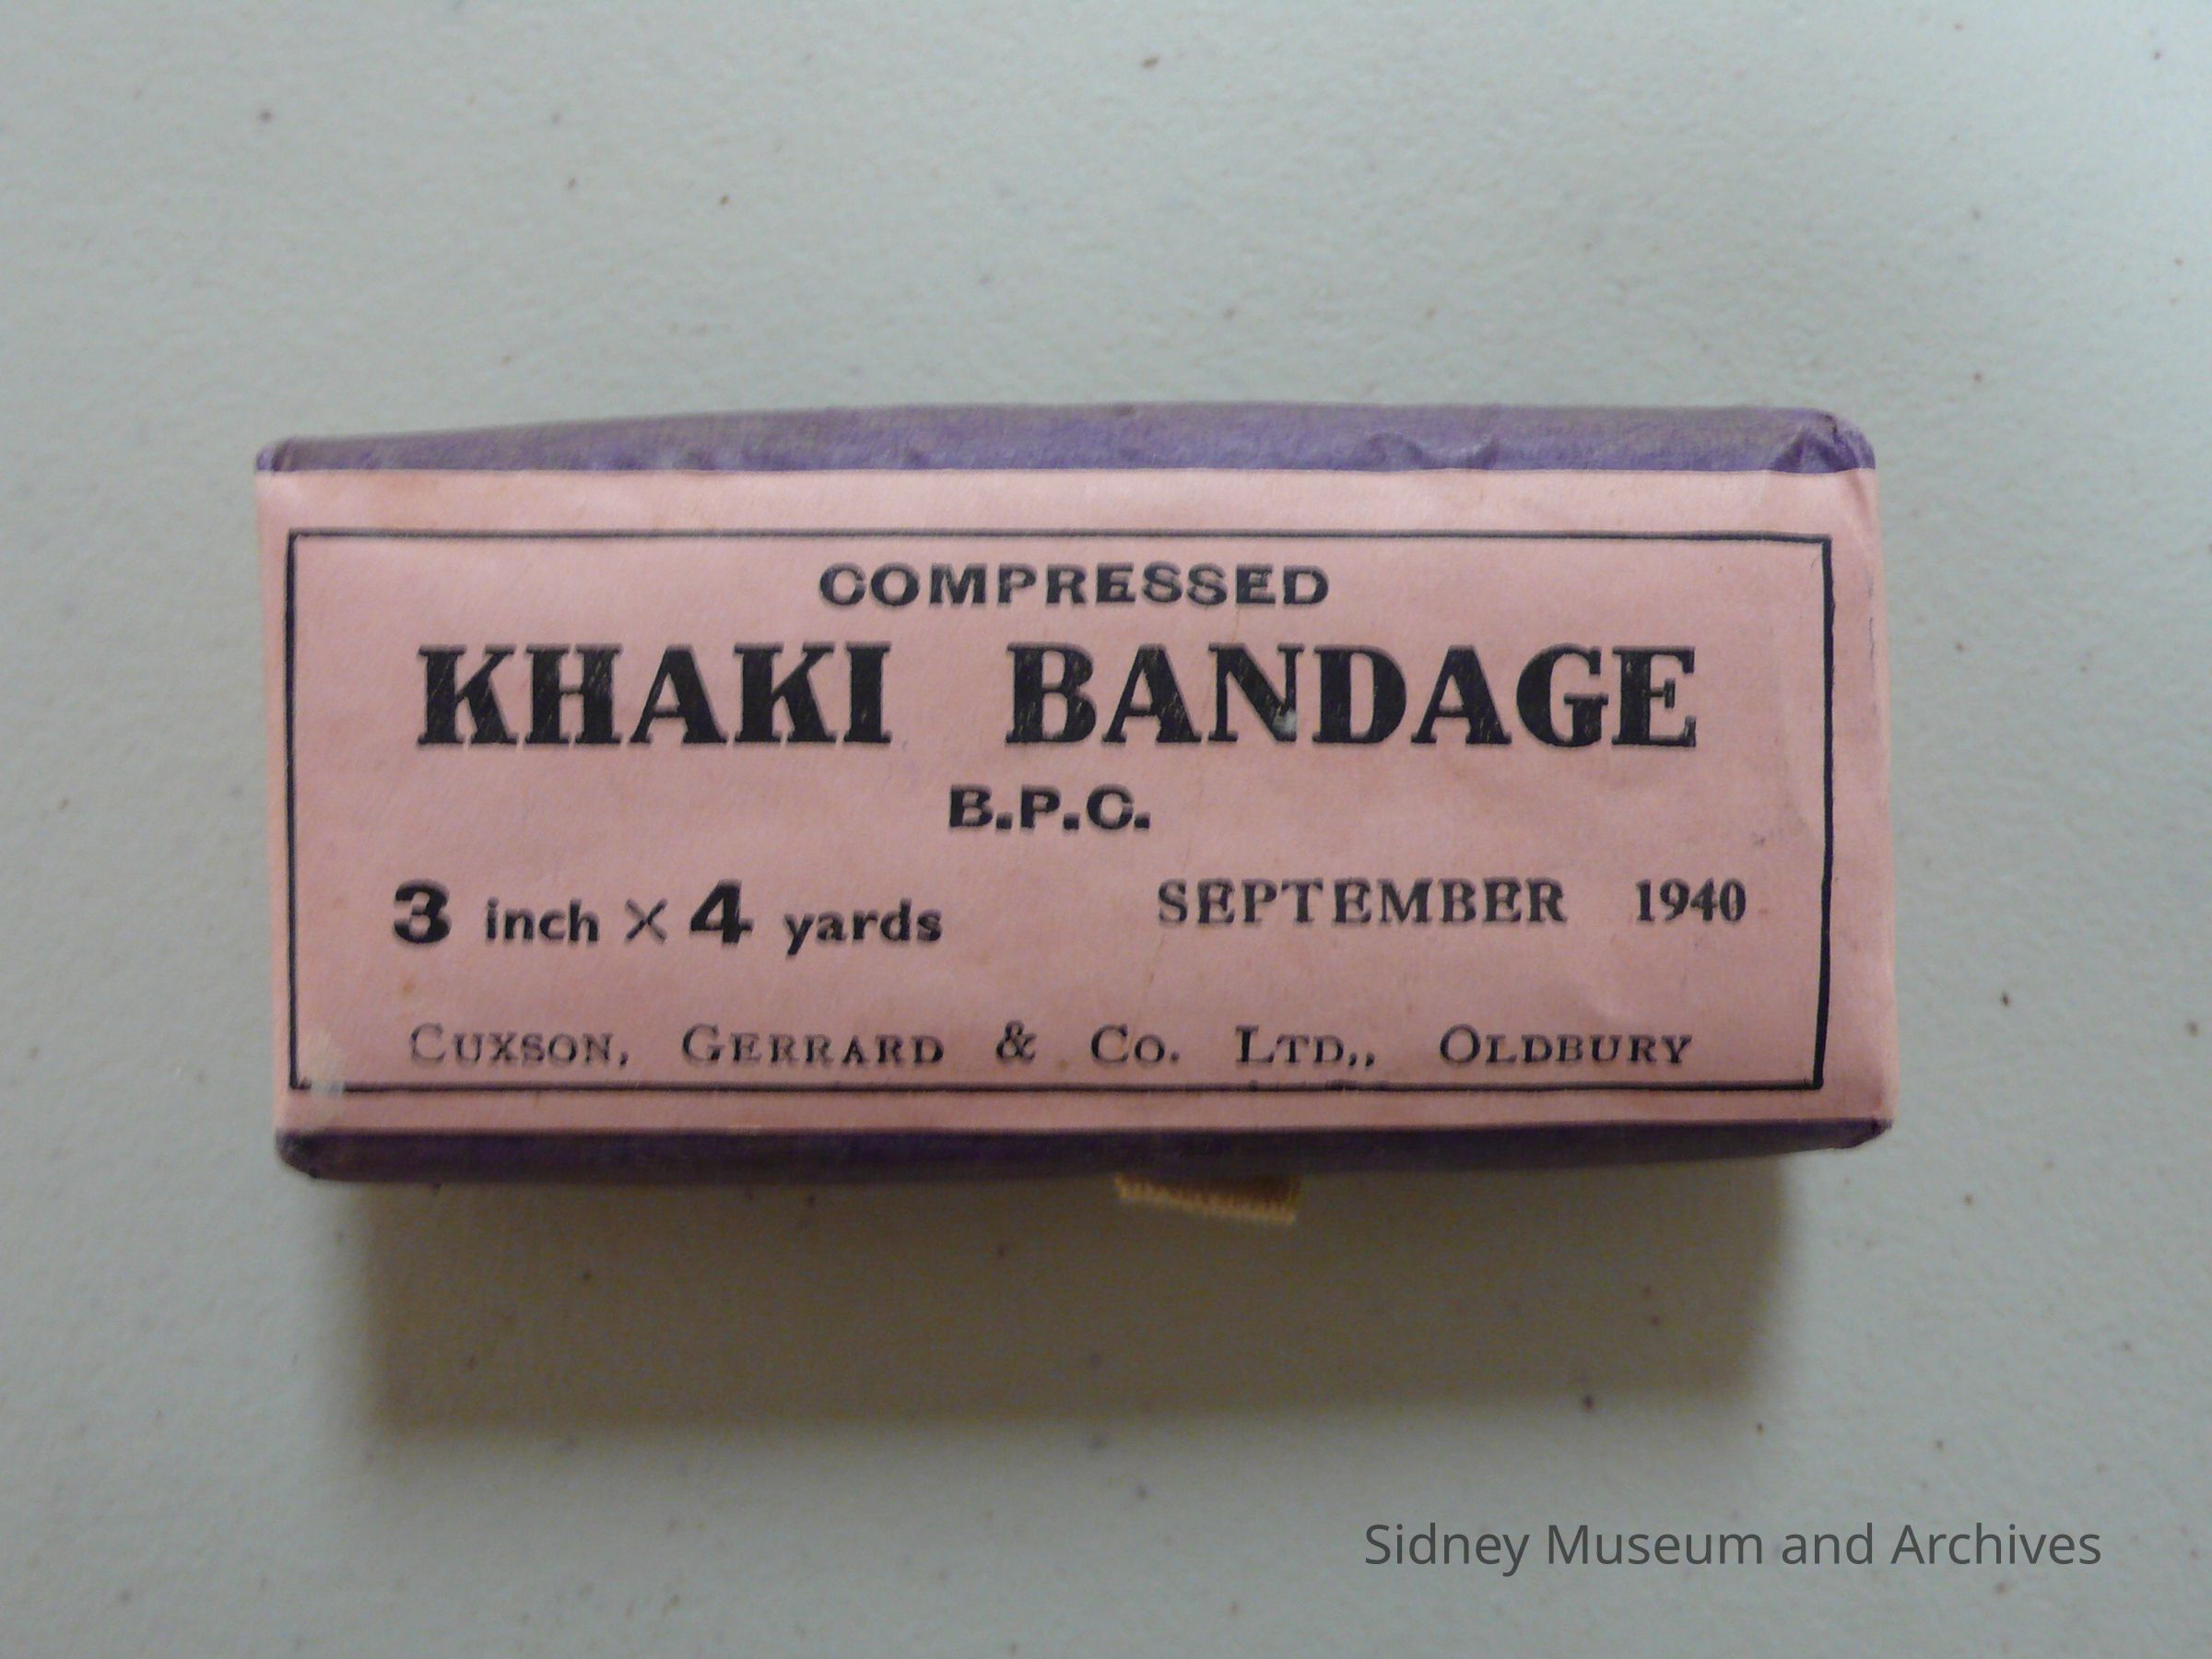 COMPRESSED
KHAKI BANDAGE
B.P.C.
3 inch X 4 yards SEPTEMBER 1940
CUXSON, GERRARD & CO. LTD., OLDBURY
Sidney Museum and Archives